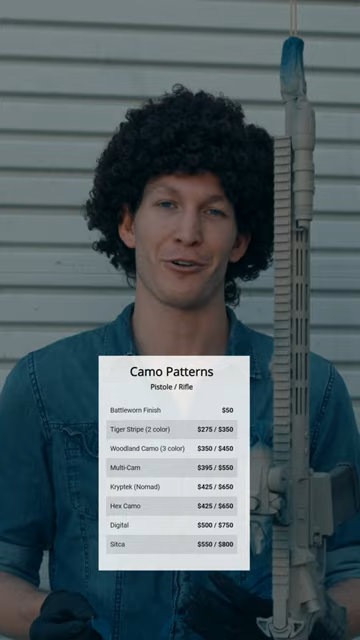 Camo Patterns
Pistole / Rifle
Battleworn Finish $50
Tiger Stripe (2 color) $275 / $350
Woodland Camo (3 color) $350 / $450
Multi-Cam $395 / $550
Kryptek (Nomad) $425 / $650
Hex Camo $425 / $650
Digital $500 / $750
Sitca $550 / $800